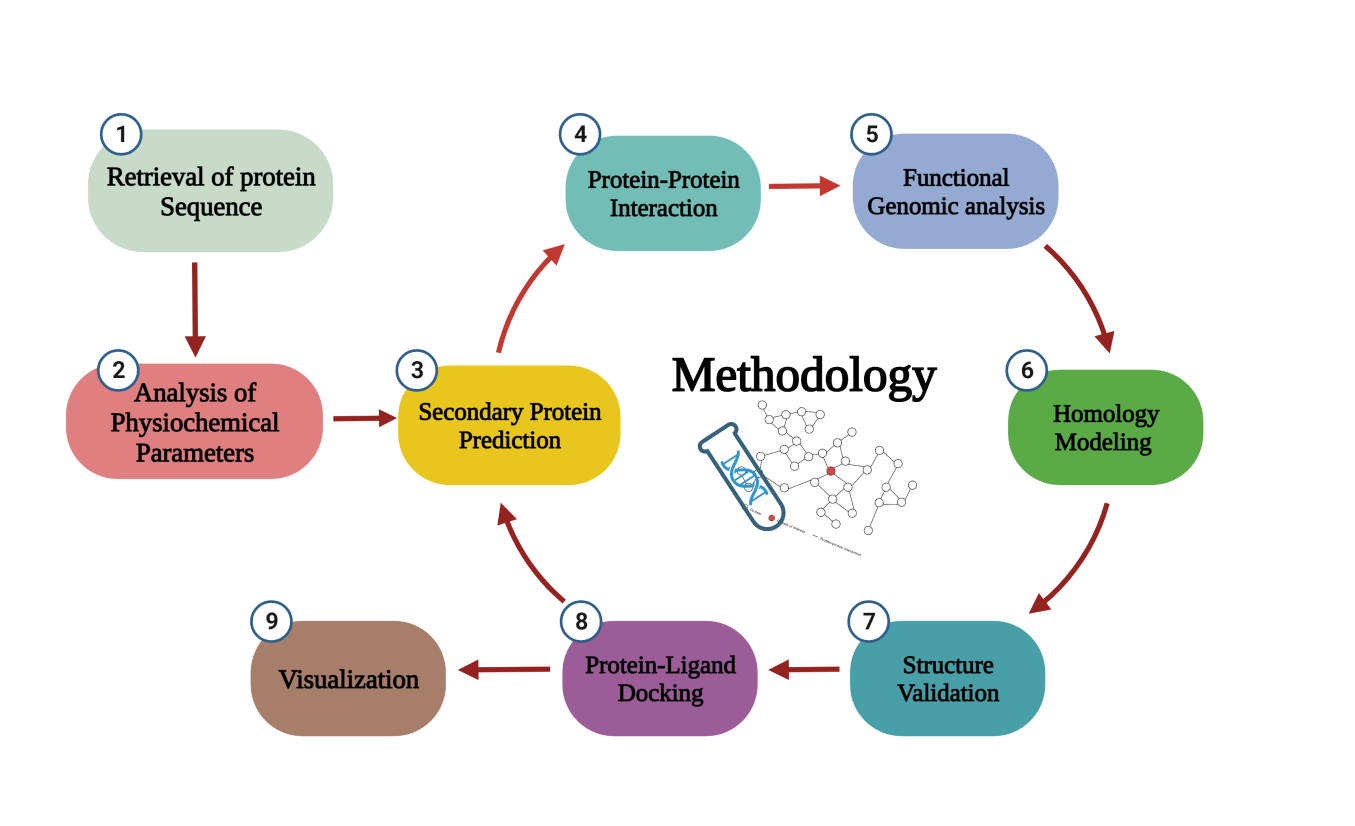 1
Retrieval of protein
Sequence
2
Analysis of
Physiochemical
Parameters
3
Secondary Protein
Prediction
4
Protein-Protein
Interaction
5
Functional
Genomic analysis
6
Homology
Modeling
7
Structure
Validation
8
Protein-Ligand
Docking
9
Visualization
Methodology